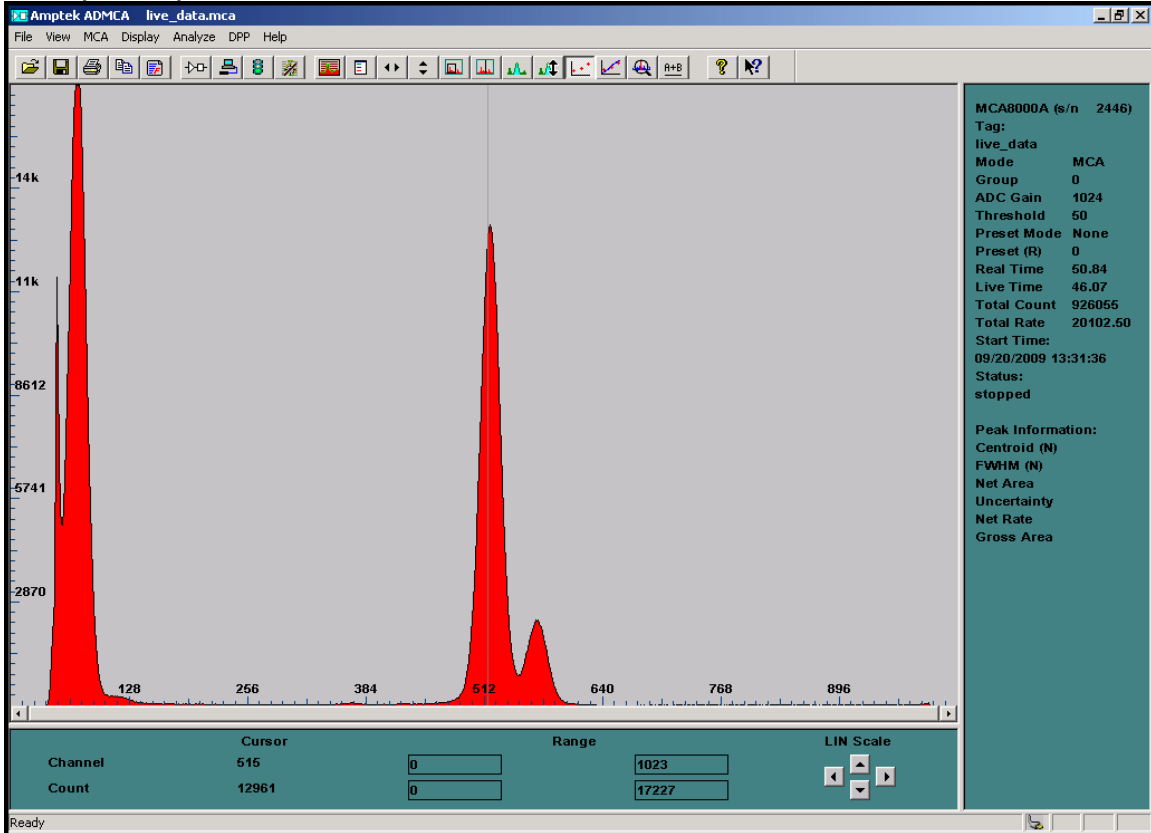 Amptek ADMCA live_data.mca
File View MCA Display Analyze DPP Help
A+B
14k
11k
8612
5741
2870
128 256 384 512 640 768 896
MCA8000A (s/n 2446)
Tag:
live_data
Mode MCA
Group 0
ADC Gain 1024
Threshold 50
Preset Mode None
Preset (R) 0
Real Time 50.84
Live Time 46.07
Total Count 926055
Total Rate 20102.50
Start Time:
09/20/2009 13:31:36
Status:
stopped
Peak Information:
Centroid (N)
FWHM (N)
Net Area
Uncertainty
Net Rate
Gross Area
Cursor Range LIN Scale
Channel 515 0 1023
Count 12961 0 17227
Ready